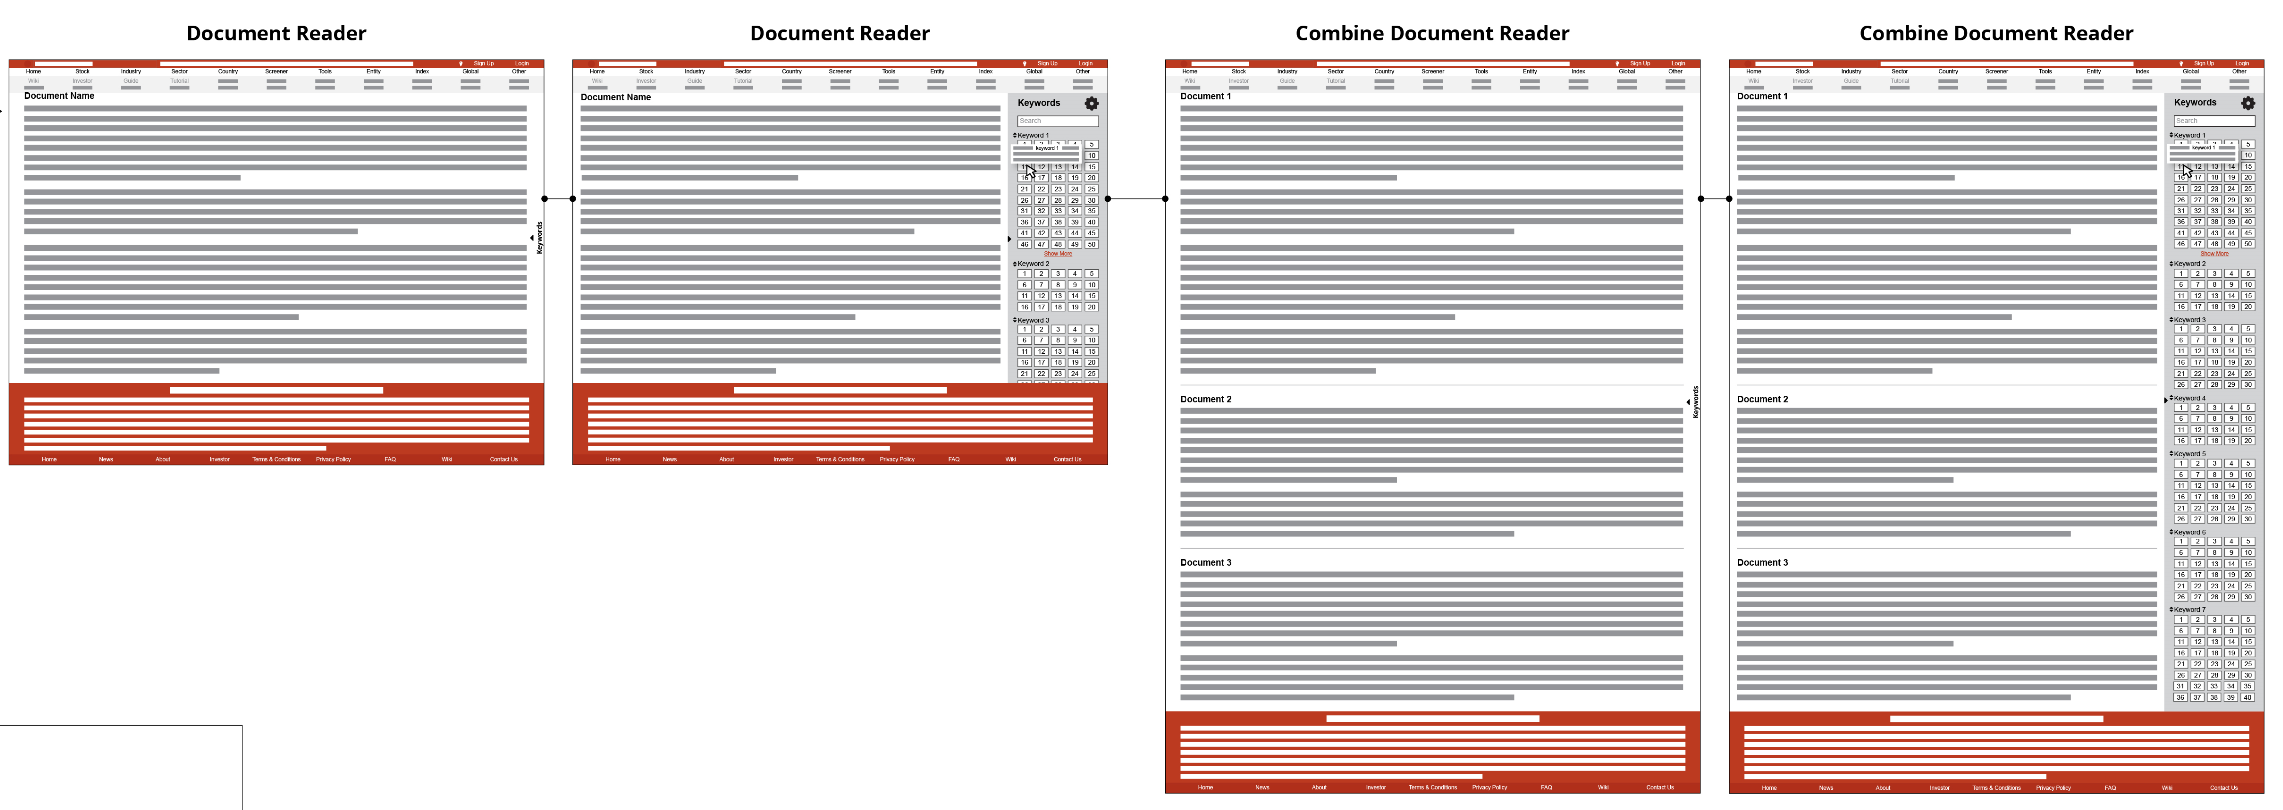 Document Reader
Sign Up Login
Home Stock Industry Sector Country Screener Tools Entity Index Global Other
Wiki Investor Guide Tutorial
Document Name
Keywords
Home News About Investor Terms & Conditions Privacy Policy FAQ Wiki Contact Us
Document Reader
Sign Up Login
Home Stock Industry Sector Country Screener Tools Entity Index Global Other
Wiki Investor Guide Tutorial
Document Name
Keywords
Search
Keyword 1
5
keyword 1
10
12 13 14 15
16 17 18 19 20
21 22 23 24 25
26 27 28 29 30
31 32 33 34 35
36 37 38 39 40
41 42 43 44 45
46 47 48 49 50
Show More
Keyword 2
1 2 3 4 5
6 7 8 9 10
11 12 13 14 15
16 17 18 19 20
Keyword 3
1 2 3 4 5
6 7 8 9 10
11 12 13 14 15
16 17 18 19 20
21 22 23 24 25
Home News About Investor Terms & Conditions Privacy Policy FAQ Wiki Contact Us
Combine Document Reader
Sign Up Login
Home Stock Industry Sector Country Screener Tools Entity Index Global Other
Wiki Investor Guide Tutorial
Document 1
Document 2
Keywords
Document 3
Home News About Investor Terms & Conditions Privacy Policy FAQ Wiki Contact Us
Combine Document Reader
Sign Up Login
Home Stock Industry Sector Country Screener Tools Entity Index Global Other
Wiki Investor Guide Tutorial
Document 1
Document 2
Document 3
Keywords
Search
Keyword 1
5
keyword 1
10
12 13 14 15
16 17 18 19 20
21 22 23 24 25
26 27 28 29 30
31 32 33 34 35
36 37 38 39 40
41 42 43 44 45
46 47 48 49 50
Show More
Keyword 2
1 2 3 4 5
6 7 8 9 10
11 12 13 14 15
16 17 18 19 20
Keyword 3
1 2 3 4 5
6 7 8 9 10
11 12 13 14 15
16 17 18 19 20
21 22 23 24 25
26 27 28 29 30
Keyword 4
1 2 3 4 5
6 7 8 9 10
11 12 13 14 15
16 17 18 19 20
Keyword 5
1 2 3 4 5
6 7 8 9 10
11 12 13 14 15
16 17 18 19 20
21 22 23 24 25
26 27 28 29 30
Keyword 6
1 2 3 4 5
6 7 8 9 10
11 12 13 14 15
16 17 18 19 20
21 22 23 24 25
26 27 28 29 30
Keyword 7
1 2 3 4 5
6 7 8 9 10
11 12 13 14 15
16 17 18 19 20
21 22 23 24 25
26 27 28 29 30
31 32 33 34 35
36 37 38 39 40
Home News About Investor Terms & Conditions Privacy Policy FAQ Wiki Contact Us